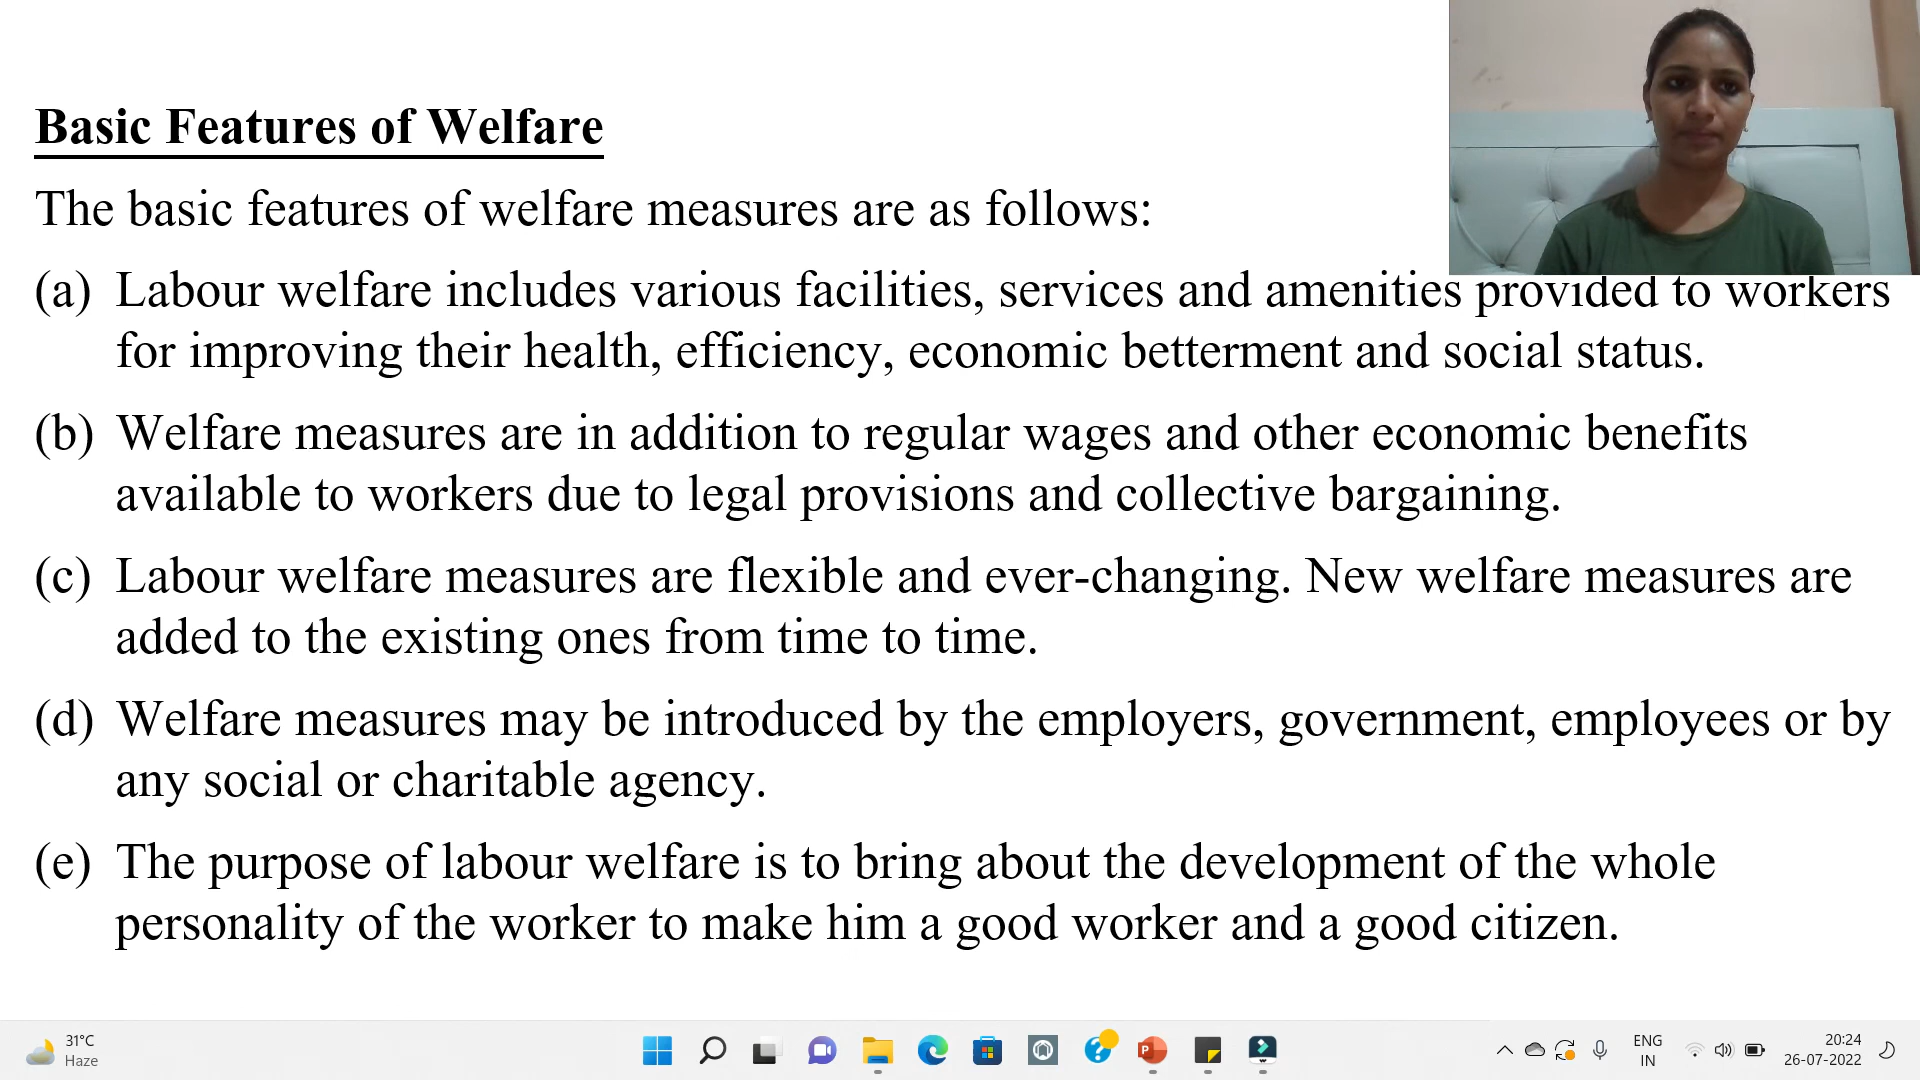 Basic Features of Welfare
The basic features of welfare measures are as follows:
(a) Labour welfare includes various facilities, services and amenities provided to workers
for improving their health, efficiency, economic betterment and social status.
(b) Welfare measures are in addition to regular wages and other economic benefits
available to workers due to legal provisions and collective bargaining.
(c) Labour welfare measures are flexible and ever-changing. New welfare measures are
added to the existing ones from time to time.
(d) Welfare measures may be introduced by the employers, government, employees or by
any social or charitable agency.
(e) The purpose of labour welfare is to bring about the development of the whole
personality of the worker to make him a good worker and a good citizen.
31°C
Haze
ENG
IN
20:24
26-07-2022